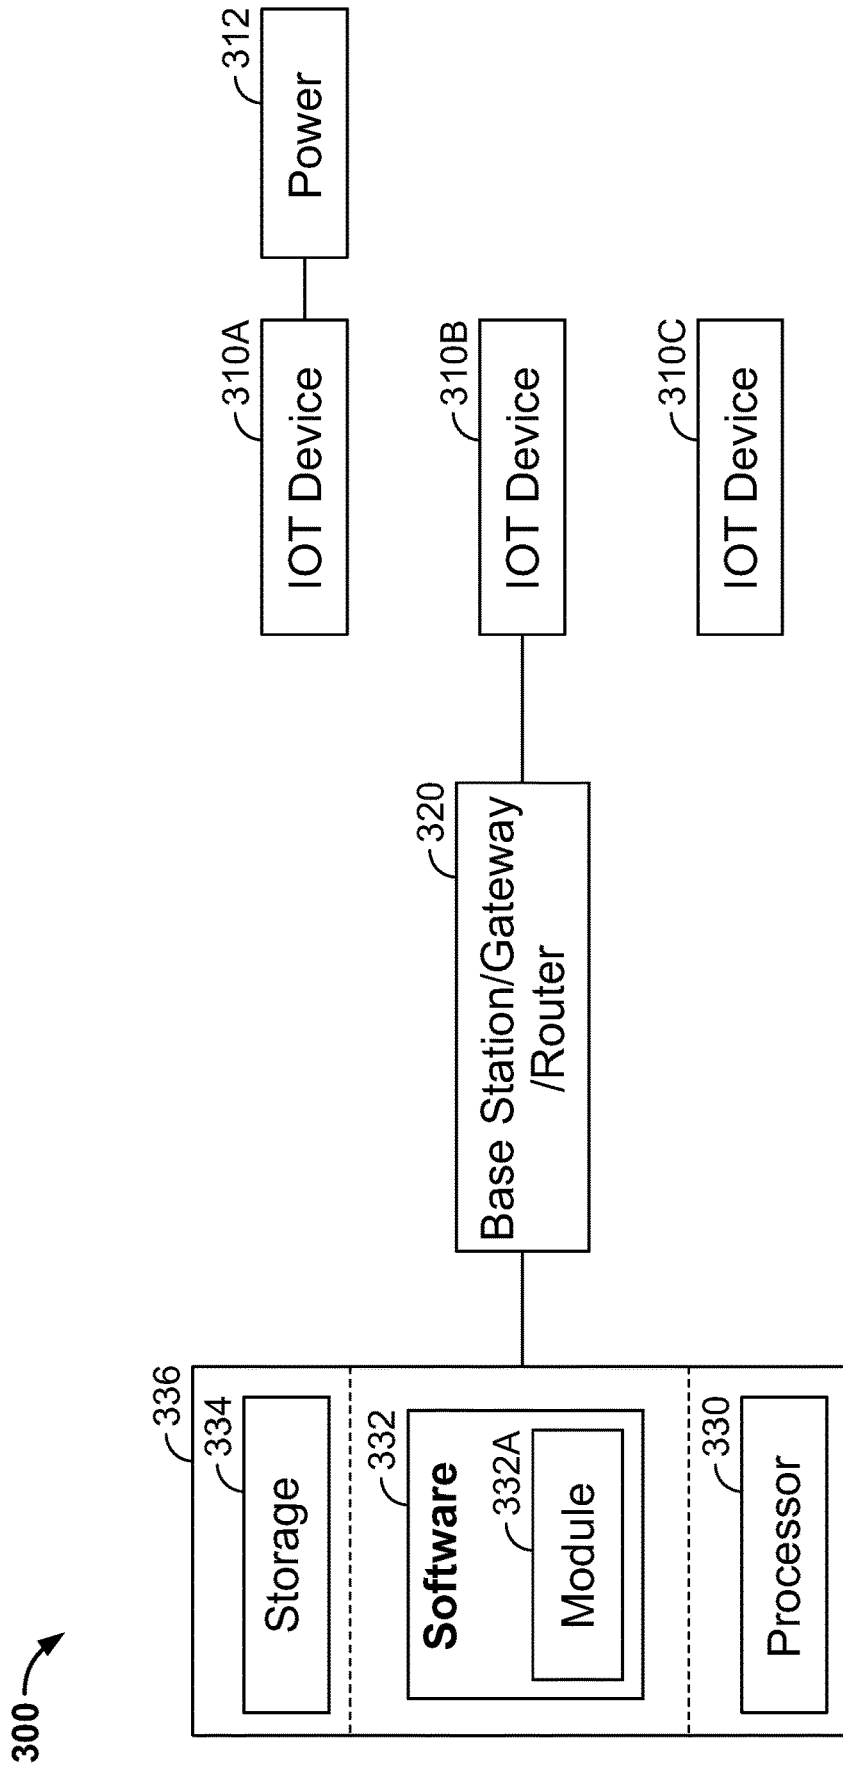 300
336
334
Storage
332
Software
332A
Module
330
Processor
320
Base Station/Gateway
/Router
310A
IOT Device
312
Power
310B
IOT Device
310C
IOT Device